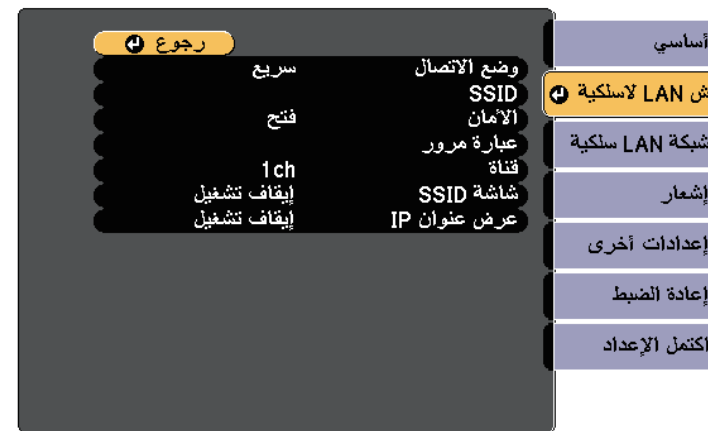 رجوع
وضع الاتصال سريع
SSID
الأمان فتح
عبارة مرور
قناة 1ch
شاشة SSID إيقاف تشغيل
عرض عنوان IP إيقاف تشغيل
أساسي
ش LAN لاسلكية
شبكة LAN سلكية
إشعار
إعدادات أخرى
إعادة الضبط
اكتمل الإعداد